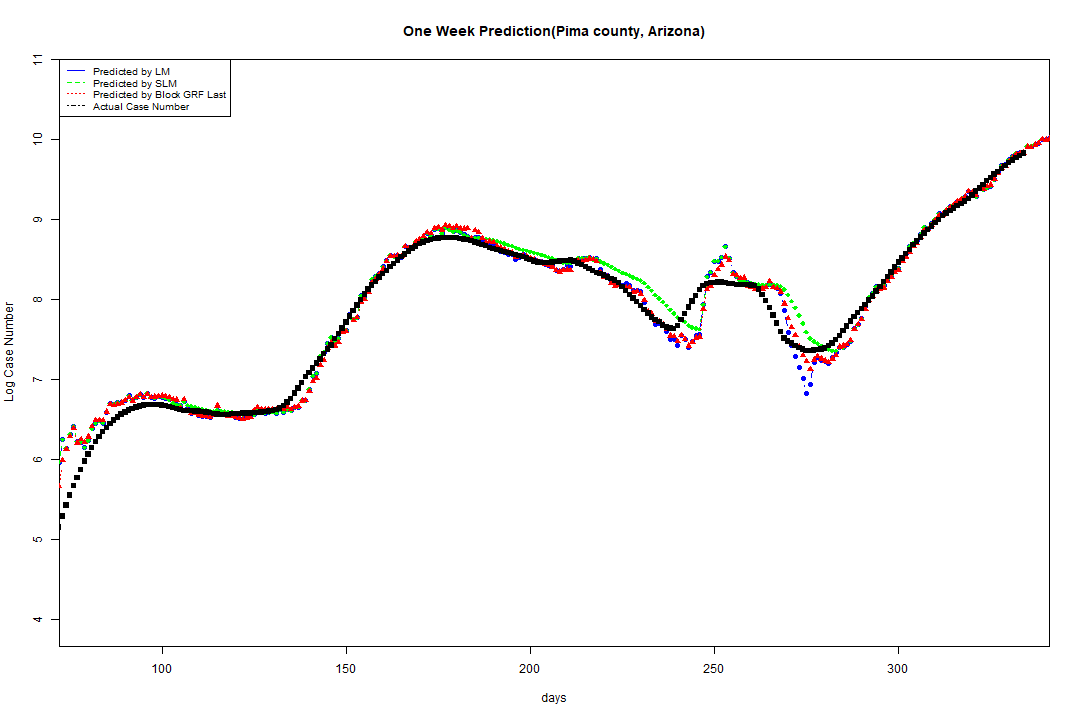 One Week Prediction(Pima county, Arizona)
Predicted by LM
Predicted by SLM
Predicted by Block GRF Last
Actual Case Number
11
10
9
8
7
6
5
4
Log Case Number
100 150 200 250 300
days